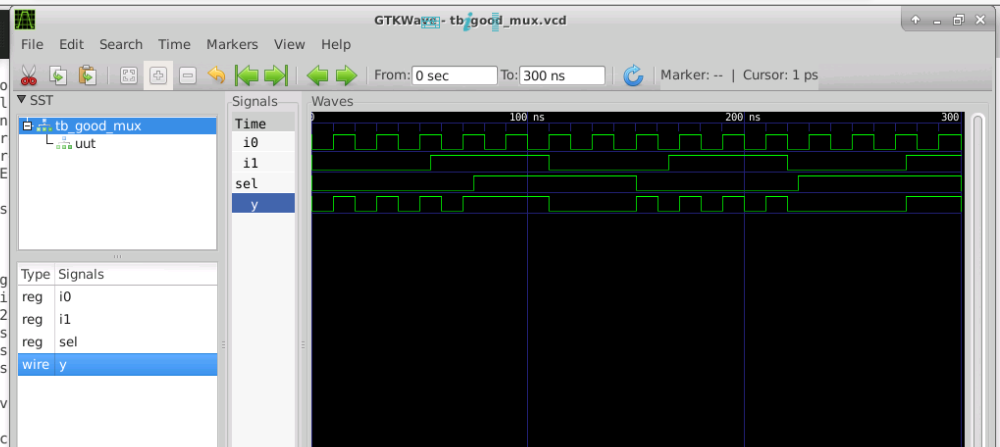 GTKWave - tb_good_mux.vcd
File Edit Search Time Markers View Help
From: 0 sec To: 300 ns Marker: -- | Cursor: 1 ps
SST
tb_good_mux
uut
Type Signals
reg i0
reg i1
reg sel
wire y
Signals
Time
i0
i1
sel
y
Waves
0 100 ns 200 ns 300
o
l
n
r
r
E
s
g
i
2
s
s
s
v
c